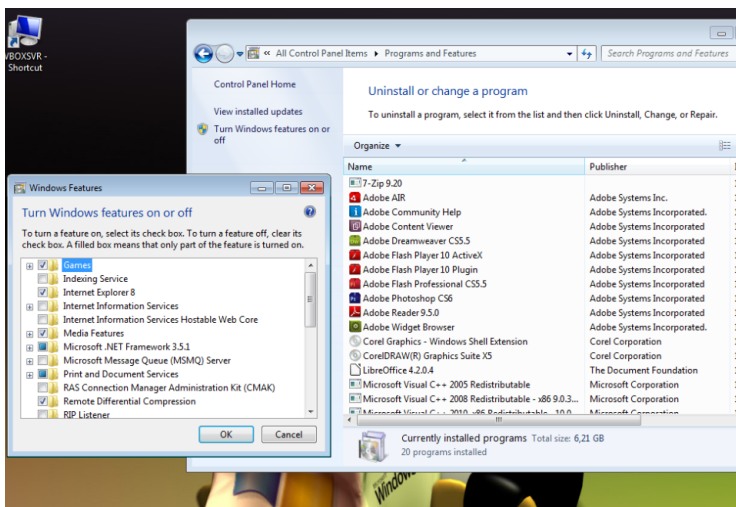 VBOXSVR -
Shortcut
« All Control Panel Items ▸ Programs and Features
Search Programs and Features
Control Panel Home
View installed updates
Turn Windows features on or
off
Uninstall or change a program
To uninstall a program, select it from the list and then click Uninstall, Change, or Repair.
Organize
Name Publisher
7-Zip 9.20
Adobe AIR Adobe Systems Inc.
Adobe Community Help Adobe Systems Incorporated.
Adobe Content Viewer Adobe Systems Incorporated
Adobe Dreamweaver CS5.5 Adobe Systems Incorporated
Adobe Flash Player 10 ActiveX Adobe Systems Incorporated
Adobe Flash Player 10 Plugin Adobe Systems Incorporated
Adobe Flash Professional CS5.5 Adobe Systems Incorporated
Adobe Photoshop CS6 Adobe Systems Incorporated
Adobe Reader 9.5.0 Adobe Systems Incorporated
Adobe Widget Browser Adobe Systems Incorporated.
Corel Graphics - Windows Shell Extension Corel Corporation
CorelDRAW(R) Graphics Suite X5 Corel Corporation
LibreOffice 4.2.0.4 The Document Foundation
Microsoft Visual C++ 2005 Redistributable Microsoft Corporation
Microsoft Visual C++ 2008 Redistributable - x86 9.0.3... Microsoft Corporation
Microsoft Visual C++ 2010 x86 Redistributable - 10.0... Microsoft Corporation
Currently installed programs Total size: 6,21 GB
20 programs installed
Windows Features
Turn Windows features on or off
To turn a feature on, select its check box. To turn a feature off, clear its
check box. A filled box means that only part of the feature is turned on.
Games
Indexing Service
Internet Explorer 8
Internet Information Services
Internet Information Services Hostable Web Core
Media Features
Microsoft .NET Framework 3.5.1
Microsoft Message Queue (MSMQ) Server
Print and Document Services
RAS Connection Manager Administration Kit (CMAK)
Remote Differential Compression
RIP Listener
OK Cancel
Windows